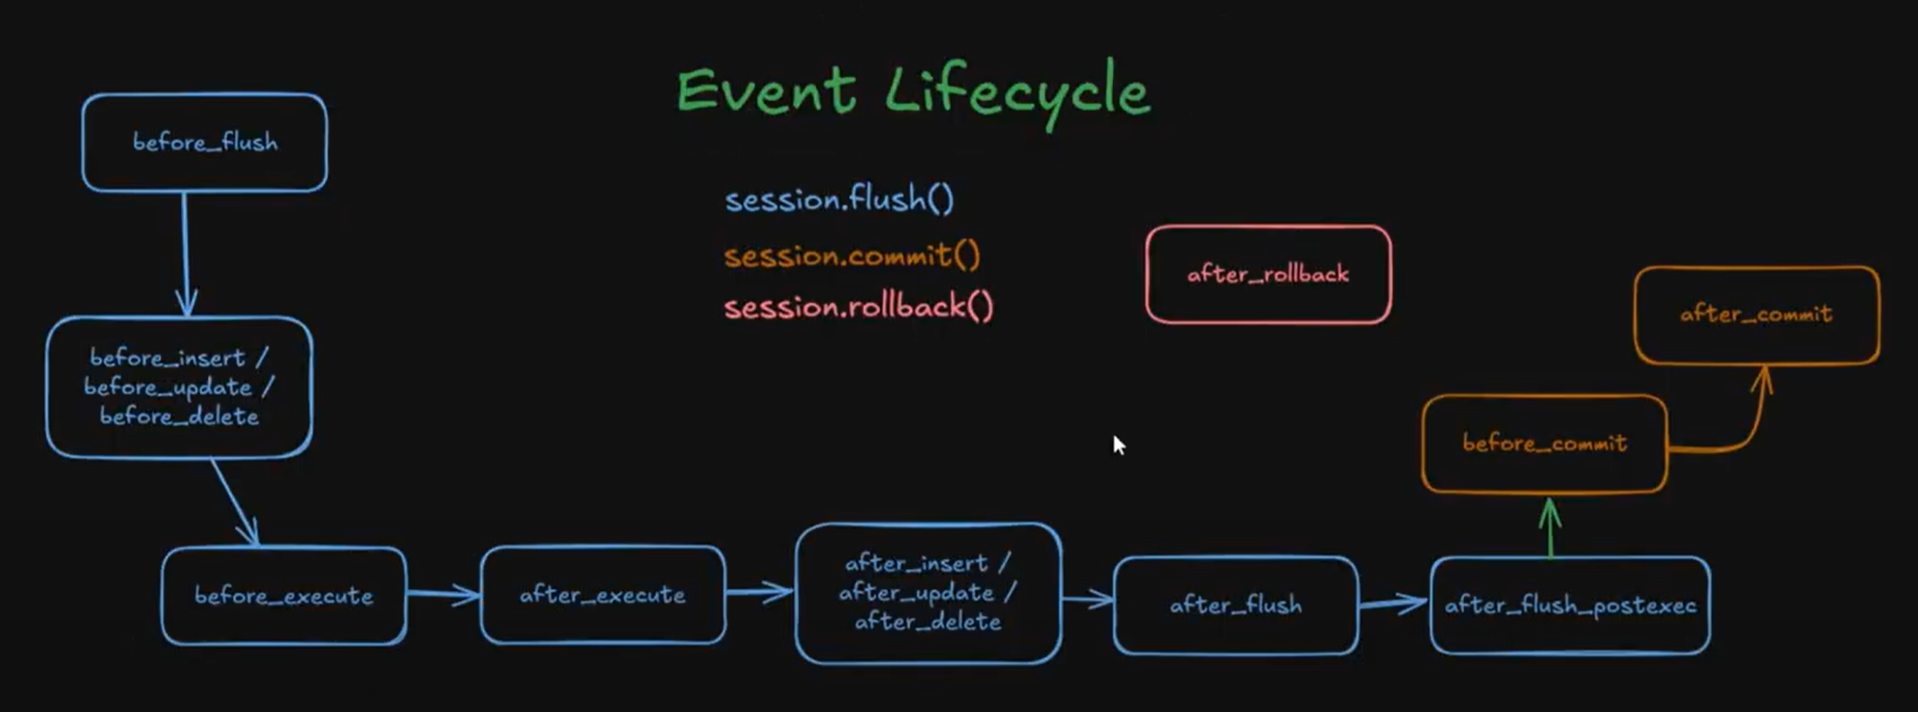 Event Lifecycle
before_flush
session.flush()
session.commit()
session.rollback()
after_rollback
after_commit
before_insert /
before_update /
before_delete
before_commit
before_execute
after_execute
after_insert /
after_update /
after_delete
after_flush
after_flush_postexec